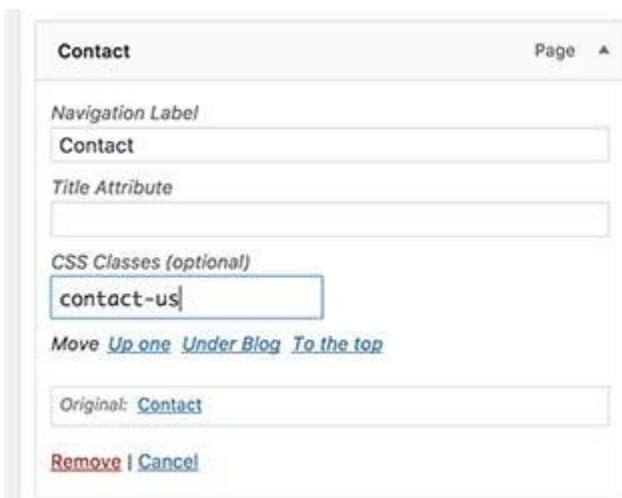 Contact Page ▲
Navigation Label
Contact
Title Attribute
CSS Classes (optional)
contact-us
Move Up one Under Blog To the top
Original: Contact
Remove | Cancel